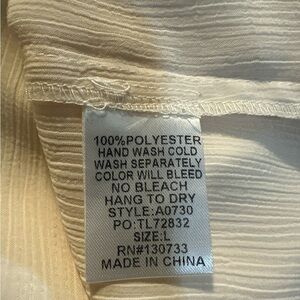 100%POLYESTER
HAND WASH COLD
WASH SEPARATELY
COLOR WILL BLEED
NO BLEACH
HANG TO DRY
STYLE:A0730
PO:TL72832
SIZE:L
RN#130733
MADE IN CHINA